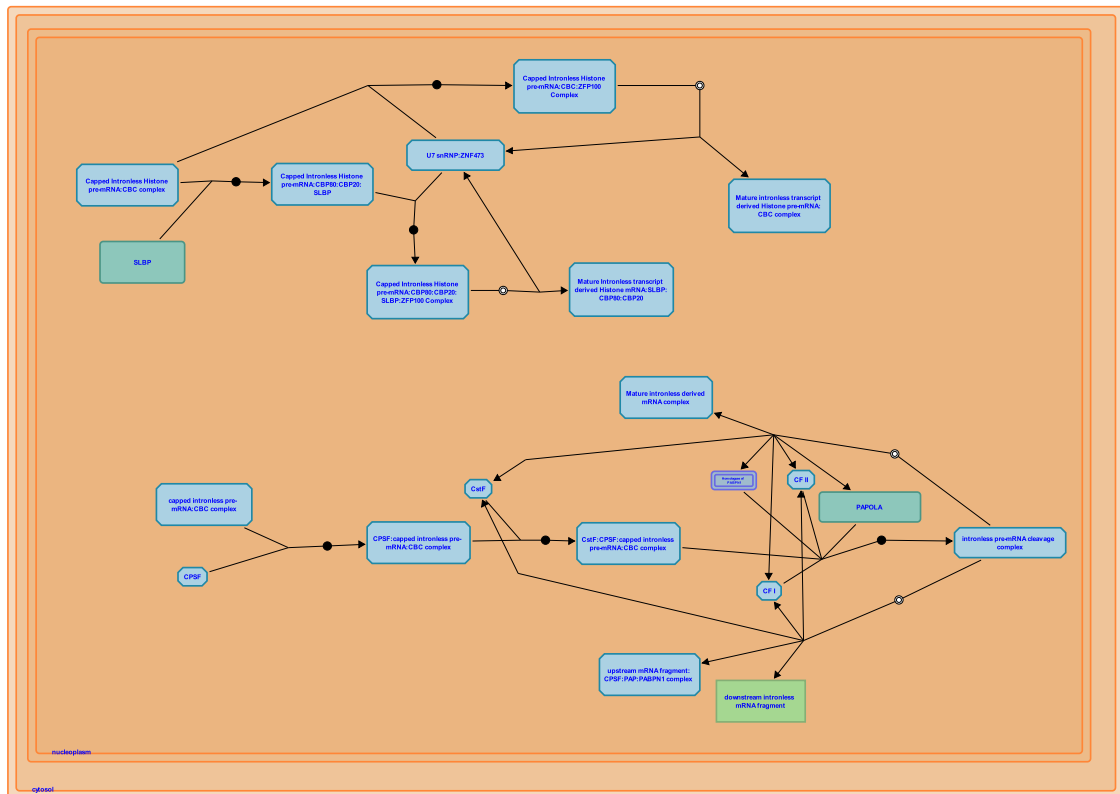 Capped Intronless Histone
pre-mRNA:CBC:ZFP100
Complex
U7 snRNP:ZNF473
Capped Intronless Histone
pre-mRNA:CBC complex
Capped Intronless Histone
pre-mRNA:CBP80:CBP20:
SLBP
Mature intronless transcript
derived Histone pre-mRNA:
CBC complex
SLBP
Capped Intronless Histone
pre-mRNA:CBP80:CBP20:
SLBP:ZFP100 Complex
Mature Intronless transcript
derived Histone mRNA:SLBP:
CBP80:CBP20
Mature intronless derived
mRNA complex
CstF
CF II
PAPOLA
capped intronless pre-
mRNA:CBC complex
CPSF:capped intronless pre-
mRNA:CBC complex
CstF:CPSF:capped intronless
pre-mRNA:CBC complex
intronless pre-mRNA cleavage
complex
CPSF
CF I
upstream mRNA fragment:
CPSF:PAP:PABPN1 complex
downstream intronless
mRNA fragment
nucleoplasm
cytosol